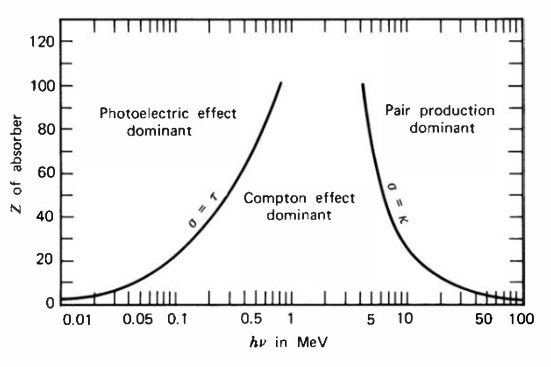 120
100
80
60
40
20
0
Z of absorber
Photoelectric effect
dominant
Compton effect
dominant
Pair production
dominant
σ = τ
σ = κ
0.01 0.05 0.1 0.5 1 5 10 50 100
hν in MeV